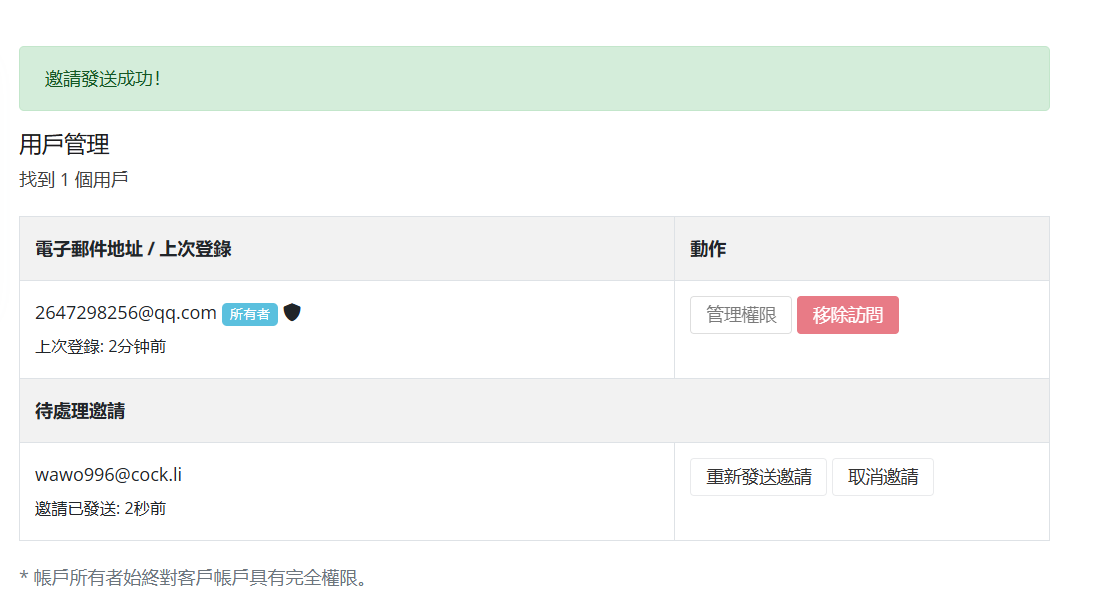 邀請發送成功!
用戶管理
找到 1 個用戶
電子郵件地址 / 上次登錄 動作
2647298256@qq.com 所有者 管理權限 移除訪問
上次登錄: 2分钟前
待處理邀請
wawo996@cock.li 重新發送邀請 取消邀請
邀請已發送: 2秒前
* 帳戶所有者始終對客戶帳戶具有完全權限。